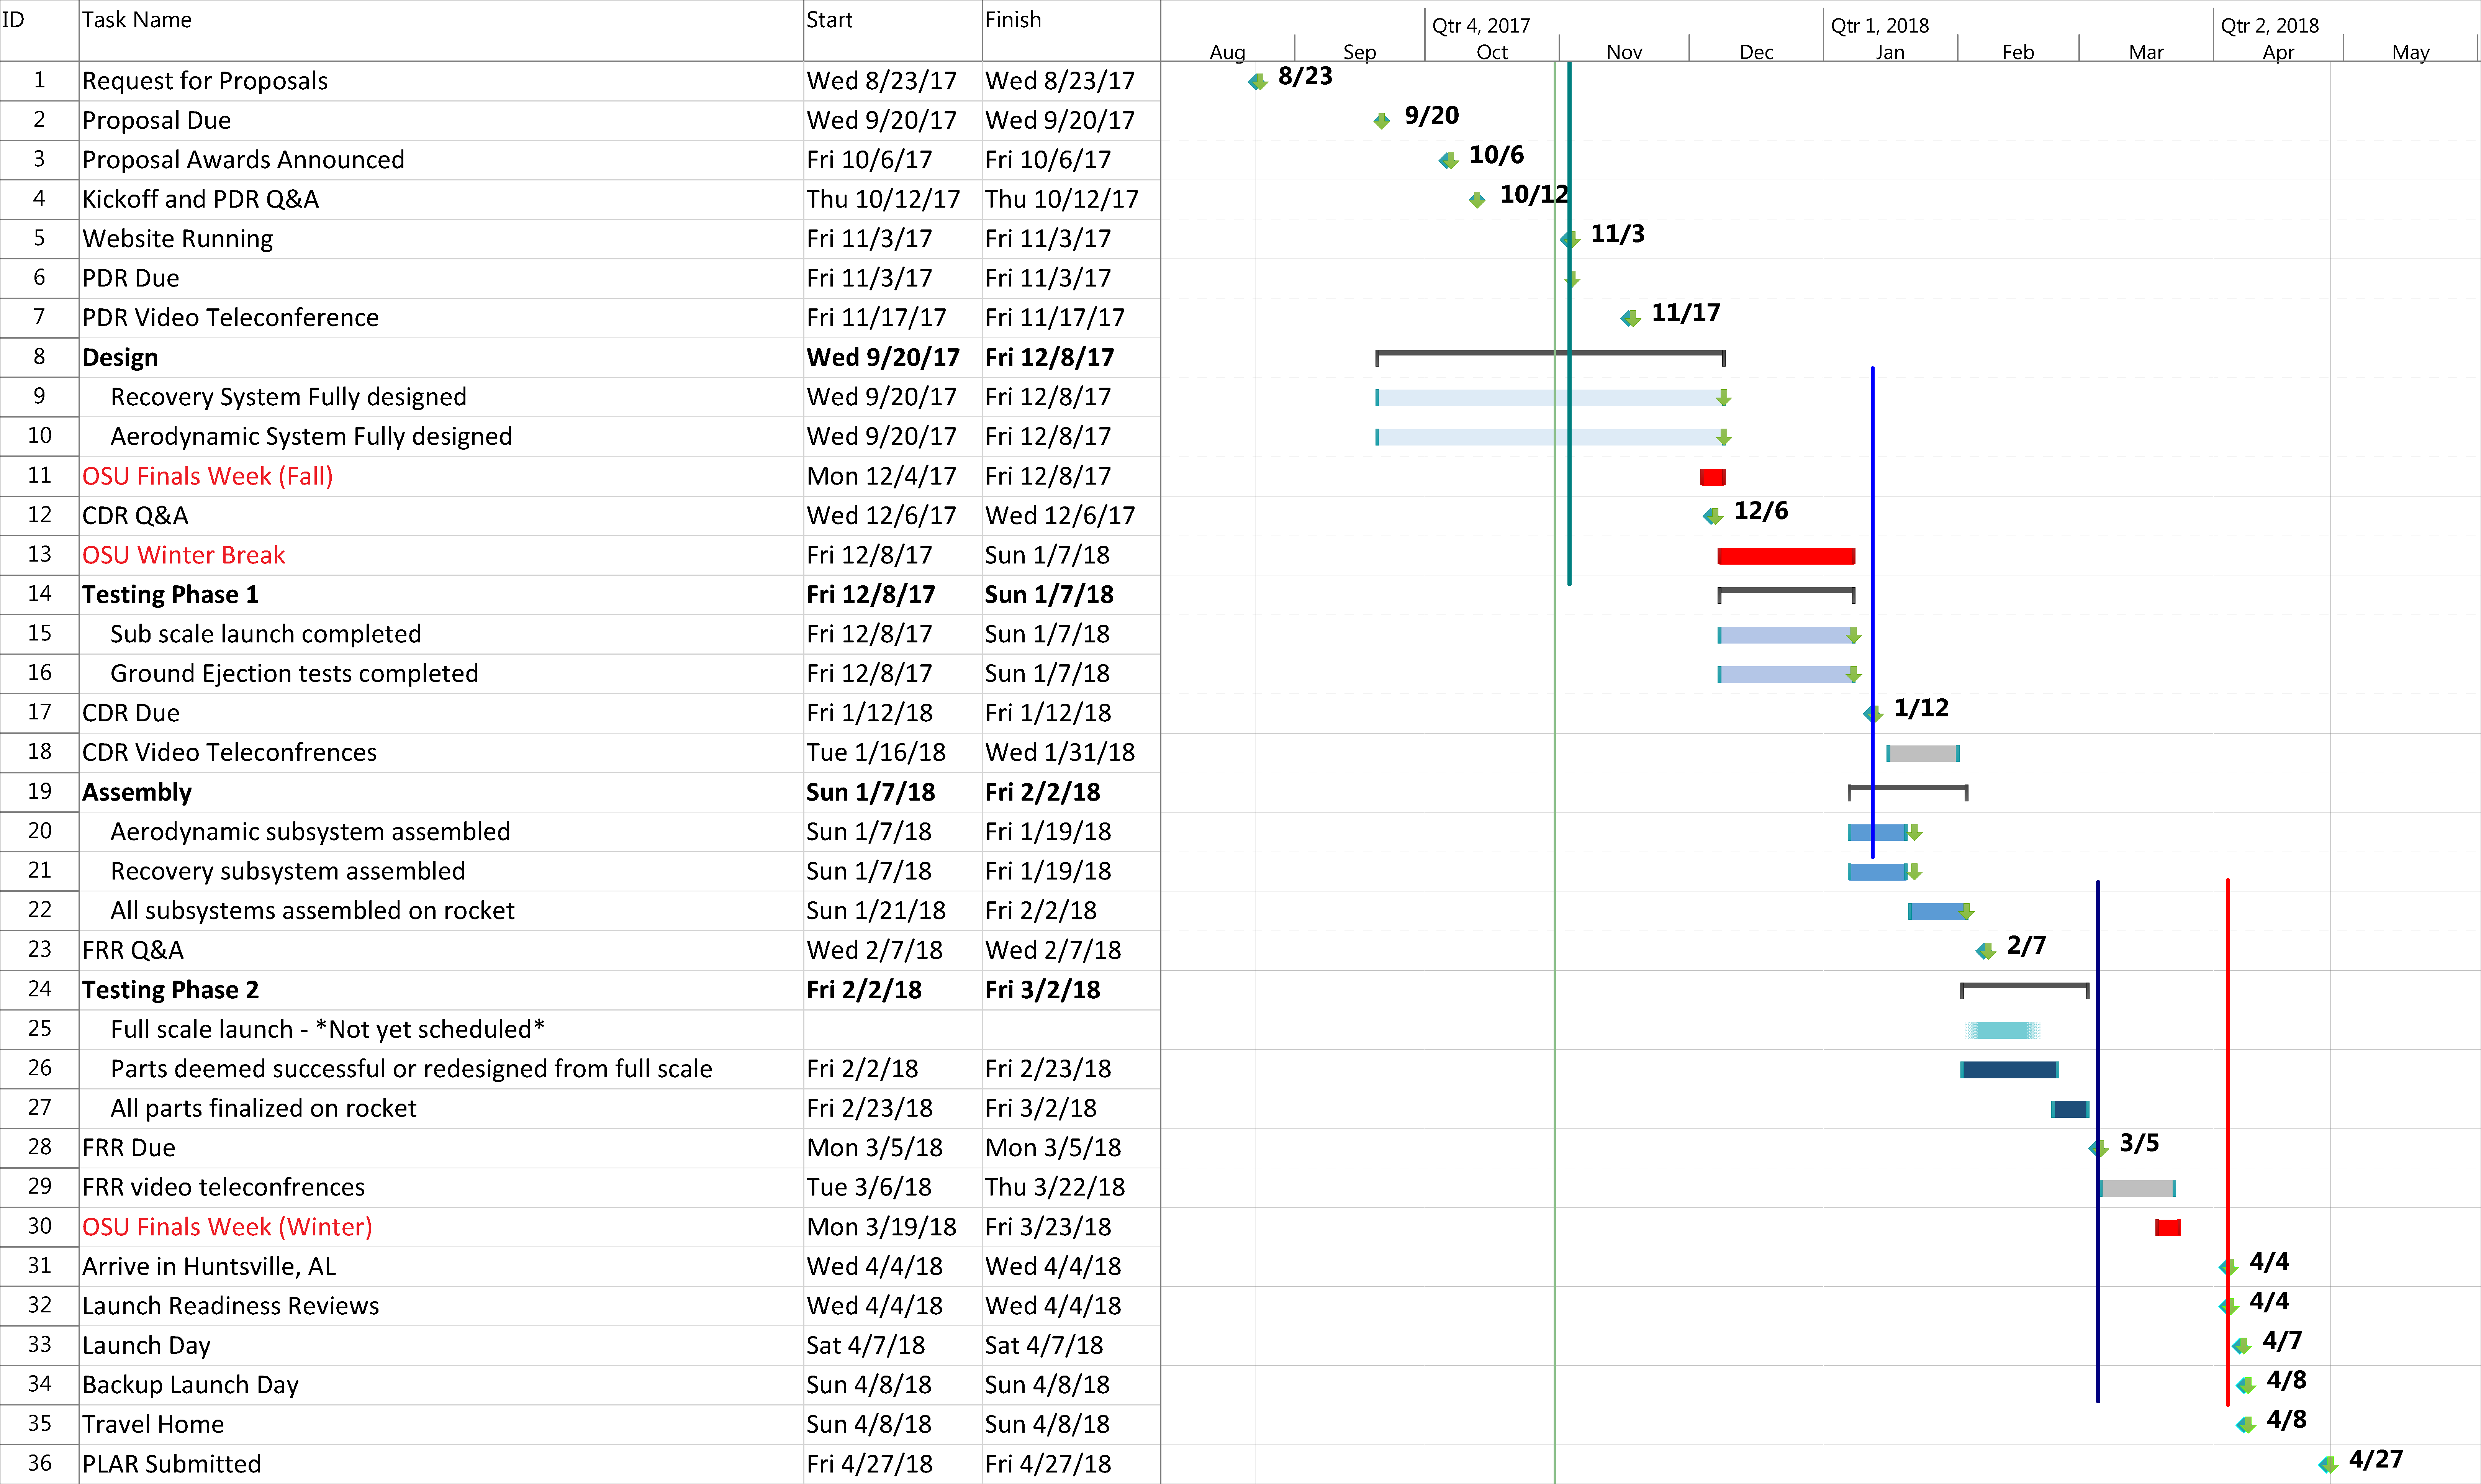 ID Task Name Start Finish Qtr 4, 2017 Qtr 1, 2018 Qtr 2, 2018
Aug Sep Oct Nov Dec Jan Feb Mar Apr May
1 Request for Proposals Wed 8/23/17 Wed 8/23/17 8/23
2 Proposal Due Wed 9/20/17 Wed 9/20/17 9/20
3 Proposal Awards Announced Fri 10/6/17 Fri 10/6/17 10/6
4 Kickoff and PDR Q&A Thu 10/12/17 Thu 10/12/17 10/12
5 Website Running Fri 11/3/17 Fri 11/3/17 11/3
6 PDR Due Fri 11/3/17 Fri 11/3/17
7 PDR Video Teleconference Fri 11/17/17 Fri 11/17/17 11/17
8 Design Wed 9/20/17 Fri 12/8/17
9 Recovery System Fully designed Wed 9/20/17 Fri 12/8/17
10 Aerodynamic System Fully designed Wed 9/20/17 Fri 12/8/17
11 OSU Finals Week (Fall) Mon 12/4/17 Fri 12/8/17
12 CDR Q&A Wed 12/6/17 Wed 12/6/17 12/6
13 OSU Winter Break Fri 12/8/17 Sun 1/7/18
14 Testing Phase 1 Fri 12/8/17 Sun 1/7/18
15 Sub scale launch completed Fri 12/8/17 Sun 1/7/18
16 Ground Ejection tests completed Fri 12/8/17 Sun 1/7/18
17 CDR Due Fri 1/12/18 Fri 1/12/18 1/12
18 CDR Video Teleconfrences Tue 1/16/18 Wed 1/31/18
19 Assembly Sun 1/7/18 Fri 2/2/18
20 Aerodynamic subsystem assembled Sun 1/7/18 Fri 1/19/18
21 Recovery subsystem assembled Sun 1/7/18 Fri 1/19/18
22 All subsystems assembled on rocket Sun 1/21/18 Fri 2/2/18
23 FRR Q&A Wed 2/7/18 Wed 2/7/18 2/7
24 Testing Phase 2 Fri 2/2/18 Fri 3/2/18
25 Full scale launch - *Not yet scheduled*
26 Parts deemed successful or redesigned from full scale Fri 2/2/18 Fri 2/23/18
27 All parts finalized on rocket Fri 2/23/18 Fri 3/2/18
28 FRR Due Mon 3/5/18 Mon 3/5/18 3/5
29 FRR video teleconfrences Tue 3/6/18 Thu 3/22/18
30 OSU Finals Week (Winter) Mon 3/19/18 Fri 3/23/18
31 Arrive in Huntsville, AL Wed 4/4/18 Wed 4/4/18 4/4
32 Launch Readiness Reviews Wed 4/4/18 Wed 4/4/18 4/4
33 Launch Day Sat 4/7/18 Sat 4/7/18 4/7
34 Backup Launch Day Sun 4/8/18 Sun 4/8/18 4/8
35 Travel Home Sun 4/8/18 Sun 4/8/18 4/8
36 PLAR Submitted Fri 4/27/18 Fri 4/27/18 4/27